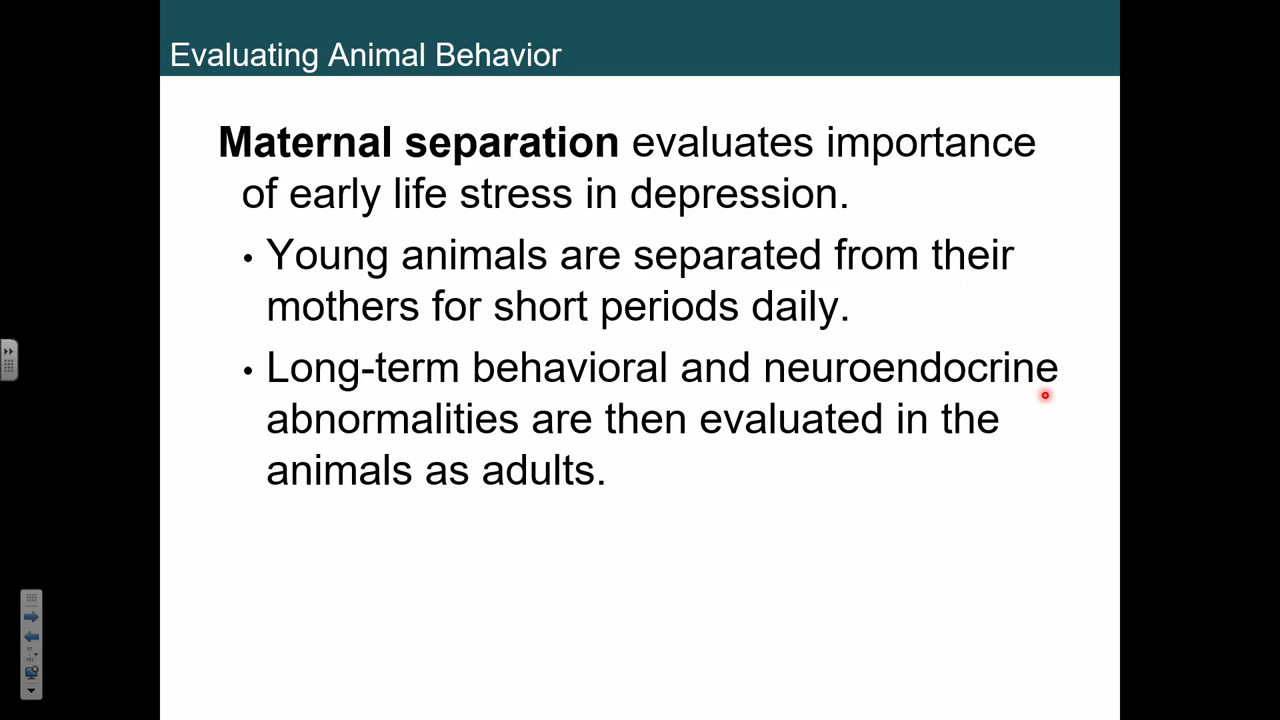 Evaluating Animal Behavior
Maternal separation evaluates importance
of early life stress in depression.
• Young animals are separated from their
mothers for short periods daily.
• Long-term behavioral and neuroendocrine
abnormalities are then evaluated in the
animals as adults.